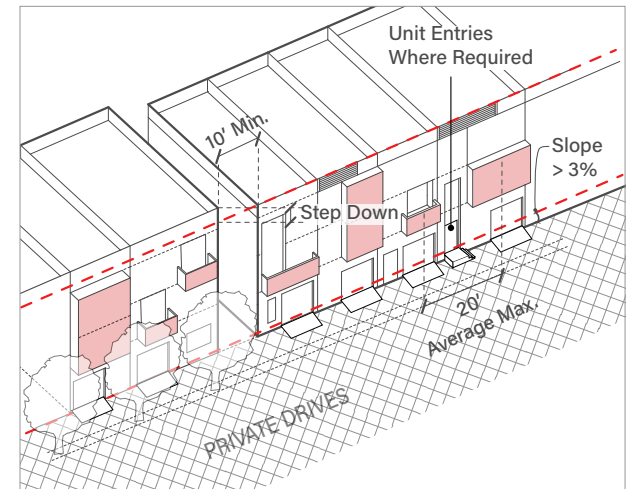 Unit Entries
Where Required
10' Min.
Slope
> 3%
Step Down
20'
Average Max.
PRIVATE DRIVES